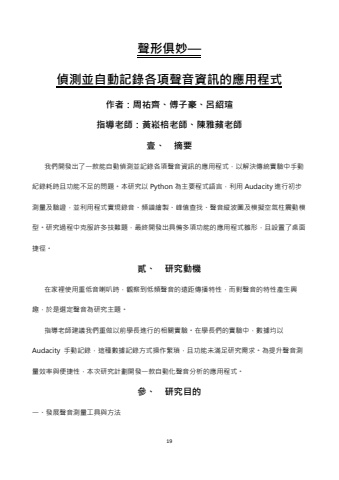 聲形俱妙—
偵測並自動記錄各項聲音資訊的應用程式
作者：周祐齊、傅子豪、呂紹瑄
指導老師：黃崧棓老師、陳雅蘋老師
壹、 摘要
我們開發出了一款能自動偵測並記錄各項聲音資訊的應用程式，以解決傳統實驗中手動
紀錄耗時且功能不足的問題。本研究以 Python 為主要程式語言，利用 Audacity 進行初步
測量及驗證，並利用程式實現錄音、頻譜繪製、峰值查找、聲音縱波圖及模擬空氣柱震動模
型。研究過程中克服許多技難題，最終開發出具備多項功能的應用程式雛形，且設置了桌面
捷徑。
貳、 研究動機
在家裡使用重低音喇叭時，觀察到低頻聲音的遠距傳播特性，而對聲音的特性產生興
趣，於是選定聲音為研究主題。
指導老師建議我們重做以前學長進行的相關實驗。在學長們的實驗中，數據均以
Audacity 手動記錄，這種數據記錄方式操作繁瑣，且功能未滿足研究需求。為提升聲音測
量效率與便捷性，本次研究計劃開發一款自動化聲音分析的應用程式。
參、 研究目的
一、發展聲音測量工具與方法
19